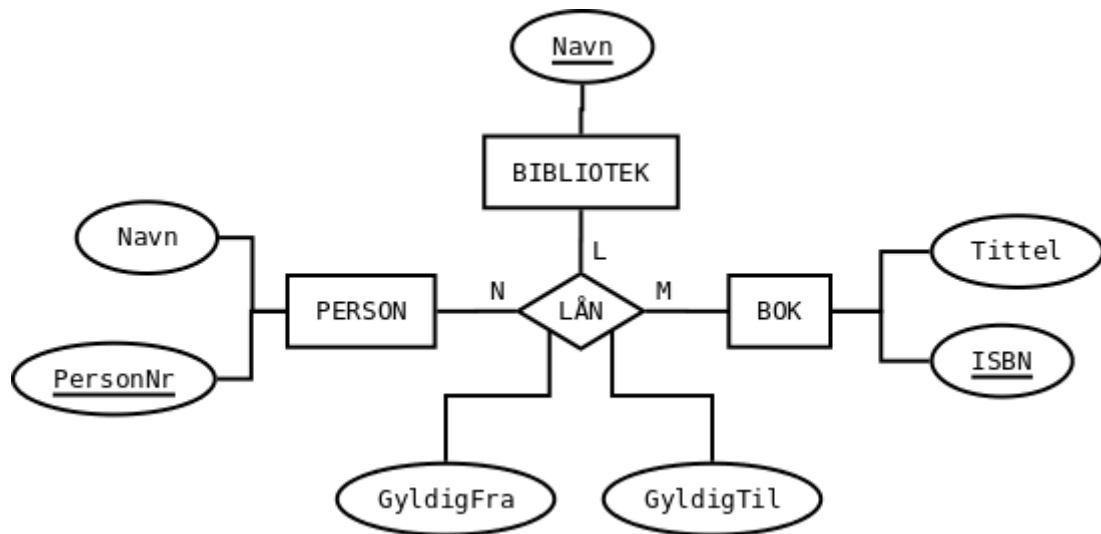 Navn
BIBLIOTEK
Navn
L
Tittel
N
M
PERSON
LÅN
BOK
PersonNr
ISBN
GyldigFra
GyldigTil